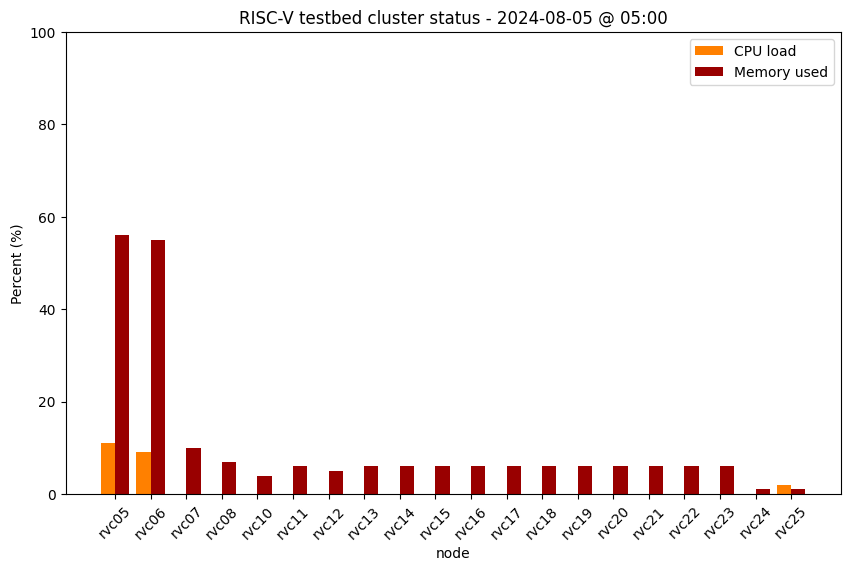 RISC-V testbed cluster status - 2024-08-05 @ 05:00
CPU load
Memory used
Percent (%)
100
80
60
40
20
0
rvc05
rvc06
rvc07
rvc08
rvc10
rvc11
rvc12
rvc13
rvc14
rvc15
rvc16
rvc17
rvc18
rvc19
rvc20
rvc21
rvc22
rvc23
rvc24
rvc25
node